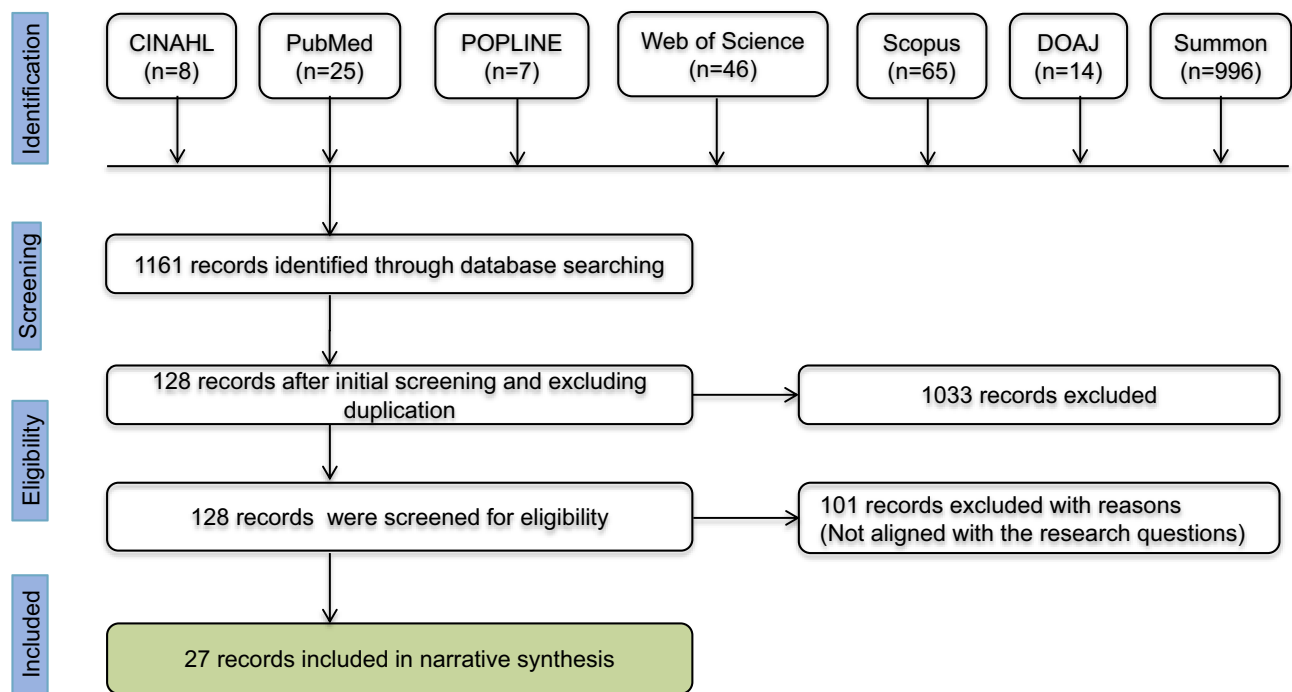 Identification
CINAHL
(n=8)
PubMed
(n=25)
POPLINE
(n=7)
Web of Science
(n=46)
Scopus
(n=65)
DOAJ
(n=14)
Summon
(n=996)
Screening
1161 records identified through database searching
128 records after initial screening and excluding
duplication
1033 records excluded
Eligibility
128 records were screened for eligibility
101 records excluded with reasons
(Not aligned with the research questions)
Included
27 records included in narrative synthesis